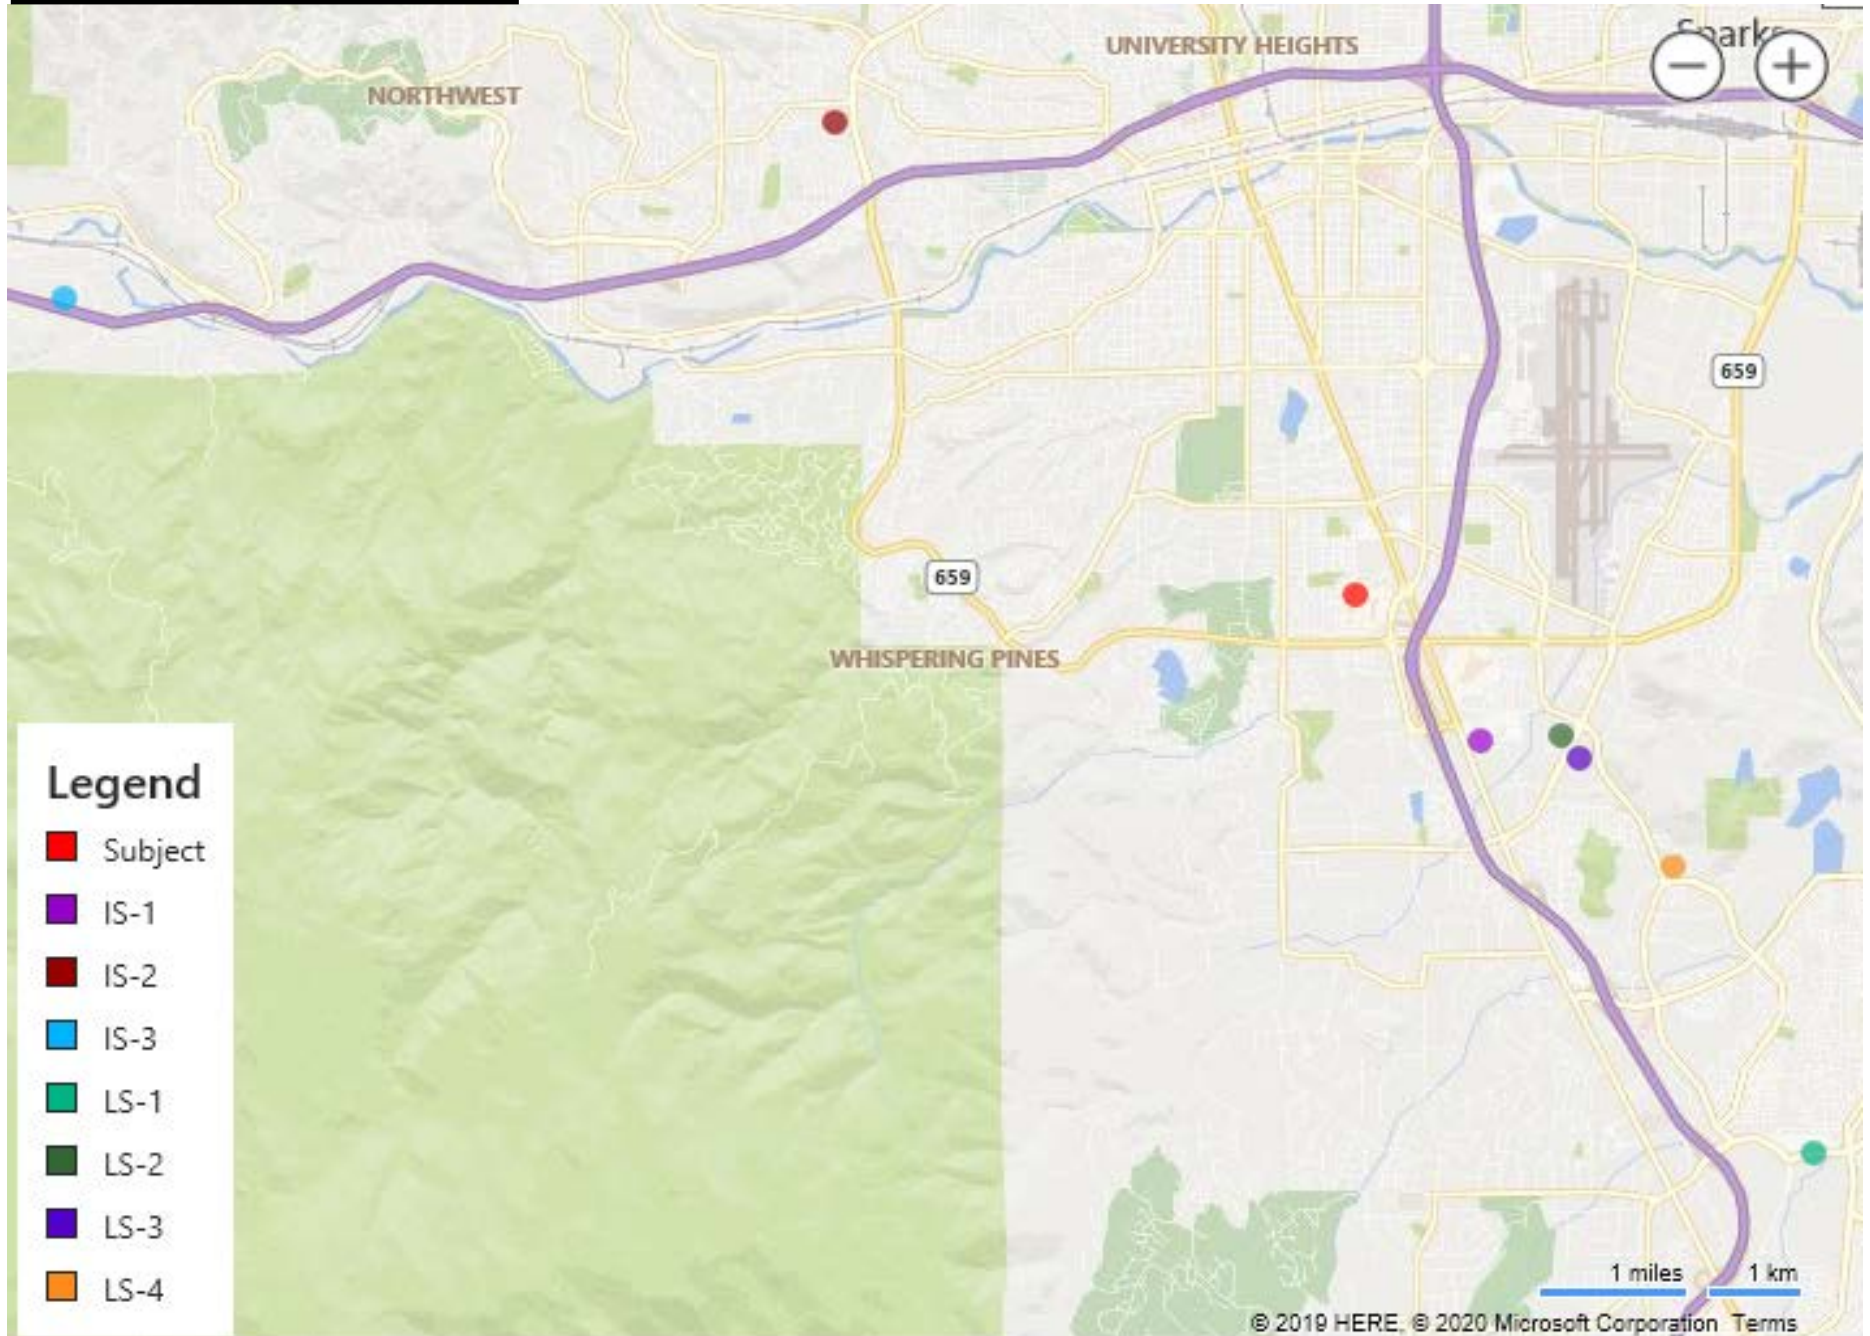 Sparks
UNIVERSITY HEIGHTS
NORTHWEST
659
659
WHISPERING PINES
Legend
Subject
IS-1
IS-2
IS-3
LS-1
LS-2
LS-3
LS-4
1 miles 1 km
© 2019 HERE, © 2020 Microsoft Corporation Terms